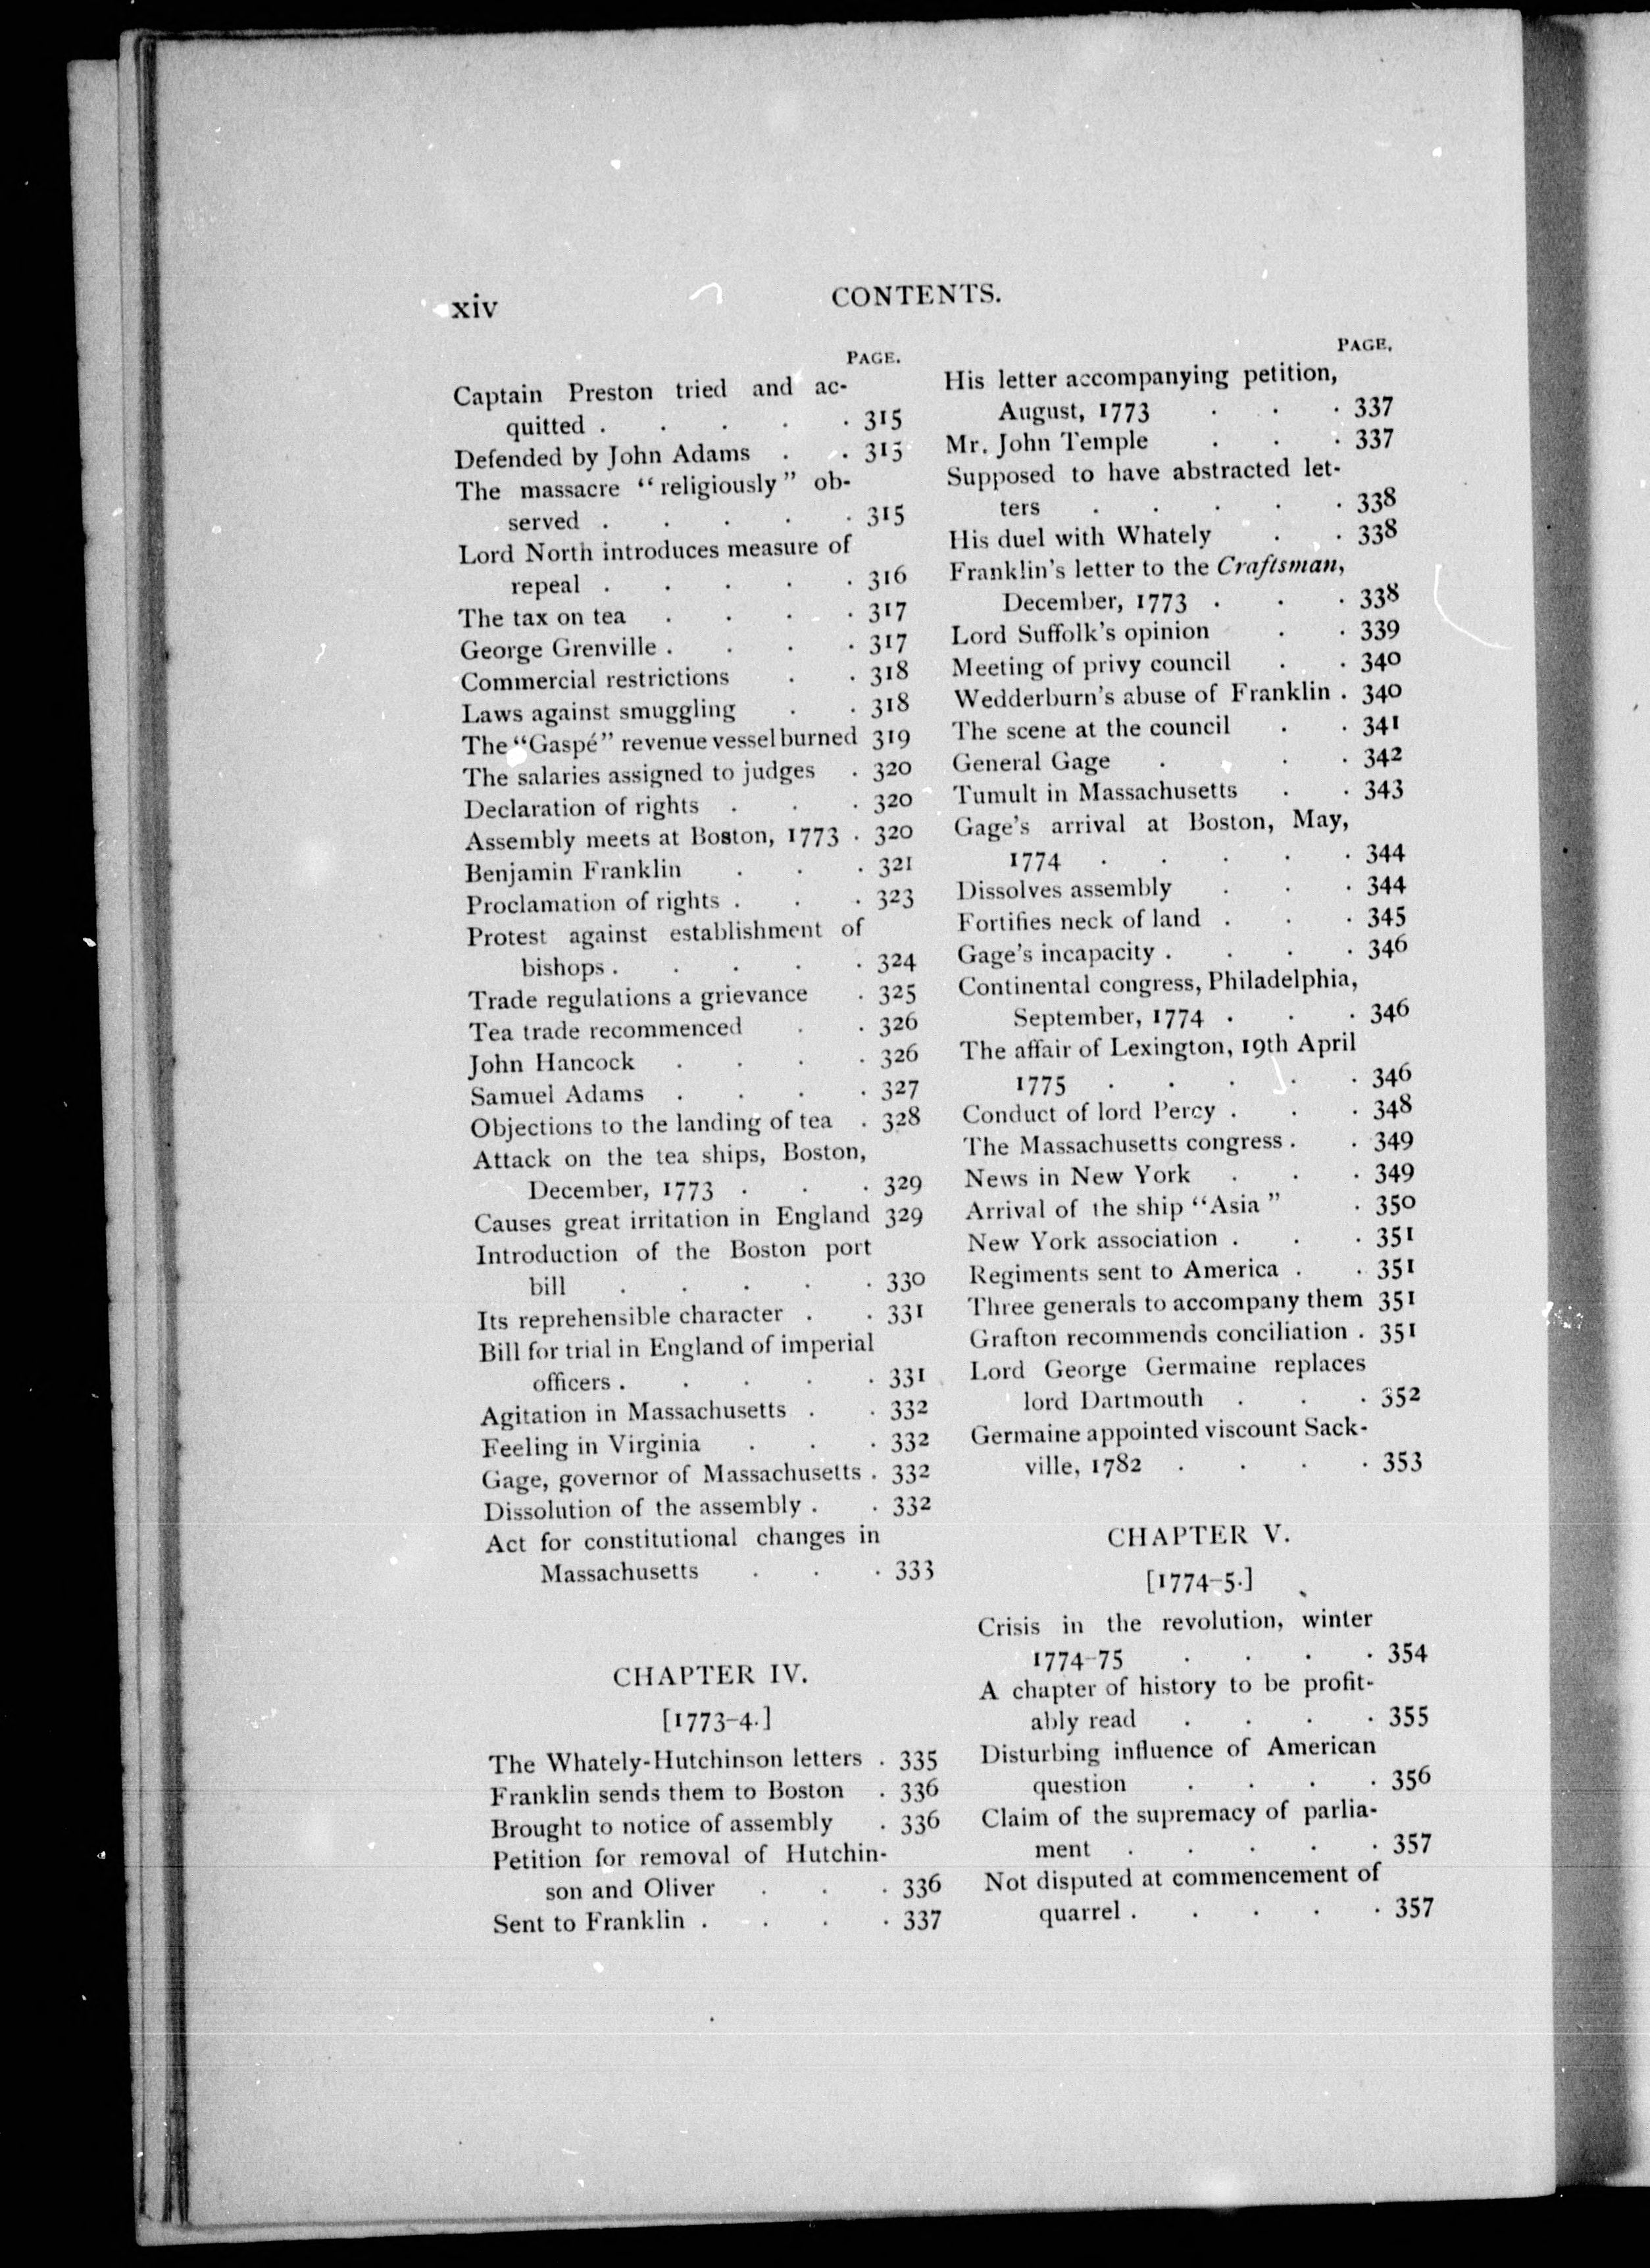 xiv
CONTENTS.
PAGE.
Captain Preston tried and ac-
quitted . . . . . 315
Defended by John Adams . . 315
The massacre "religiously" ob-
served . . . . . 315
Lord North introduces measure of
repeal . . . . . 316
The tax on tea . . . . 317
George Grenville . . . . 317
Commercial restrictions . . 318
Laws against smuggling . . 318
The "Gaspé" revenue vessel burned 319
The salaries assigned to judges . 320
Declaration of rights . . . 320
Assembly meets at Boston, 1773 . 320
Benjamin Franklin . . . 321
Proclamation of rights . . . 323
Protest against establishment of
bishops . . . . . 324
Trade regulations a grievance . 325
Tea trade recommenced . . 326
John Hancock . . . . 326
Samuel Adams . . . . 327
Objections to the landing of tea . 328
Attack on the tea ships, Boston,
December, 1773 . . . 329
Causes great irritation in England 329
Introduction of the Boston port
bill . . . . . 330
Its reprehensible character . . 331
Bill for trial in England of imperial
officers . . . . . 331
Agitation in Massachusetts . . 332
Feeling in Virginia . . . 332
Gage, governor of Massachusetts . 332
Dissolution of the assembly . . 332
Act for constitutional changes in
Massachusetts . . . 333
CHAPTER IV.
[1773-4.]
The Whately-Hutchinson letters . 335
Franklin sends them to Boston . 336
Brought to notice of assembly . 336
Petition for removal of Hutchin-
son and Oliver . . . 336
Sent to Franklin . . . . 337
PAGE.
His letter accompanying petition,
August, 1773 . . . 337
Mr. John Temple . . . 337
Supposed to have abstracted let-
ters . . . . . 338
His duel with Whately . . 338
Franklin's letter to the Craftsman,
December, 1773 . . . 338
Lord Suffolk's opinion . . 339
Meeting of privy council . . 340
Wedderburn's abuse of Franklin . 340
The scene at the council . . 341
General Gage . . . . 342
Tumult in Massachusetts . . 343
Gage's arrival at Boston, May,
1774 . . . . . 344
Dissolves assembly . . . 344
Fortifies neck of land . . . 345
Gage's incapacity . . . . 346
Continental congress, Philadelphia,
September, 1774 . . . 346
The affair of Lexington, 19th April
1775 . . . . . 346
Conduct of lord Percy . . . 348
The Massachusetts congress . . 349
News in New York . . . 349
Arrival of the ship "Asia" . 350
New York association . . . 351
Regiments sent to America . . 351
Three generals to accompany them 351
Grafton recommends conciliation . 351
Lord George Germaine replaces
lord Dartmouth . . . 352
Germaine appointed viscount Sack-
ville, 1782 . . . . 353
CHAPTER V.
[1774-5.]
Crisis in the revolution, winter
1774-75 . . . . 354
A chapter of history to be profit-
ably read . . . . 355
Disturbing influence of American
question . . . . 356
Claim of the supremacy of parlia-
ment . . . . . 357
Not disputed at commencement of
quarrel . . . . . 357